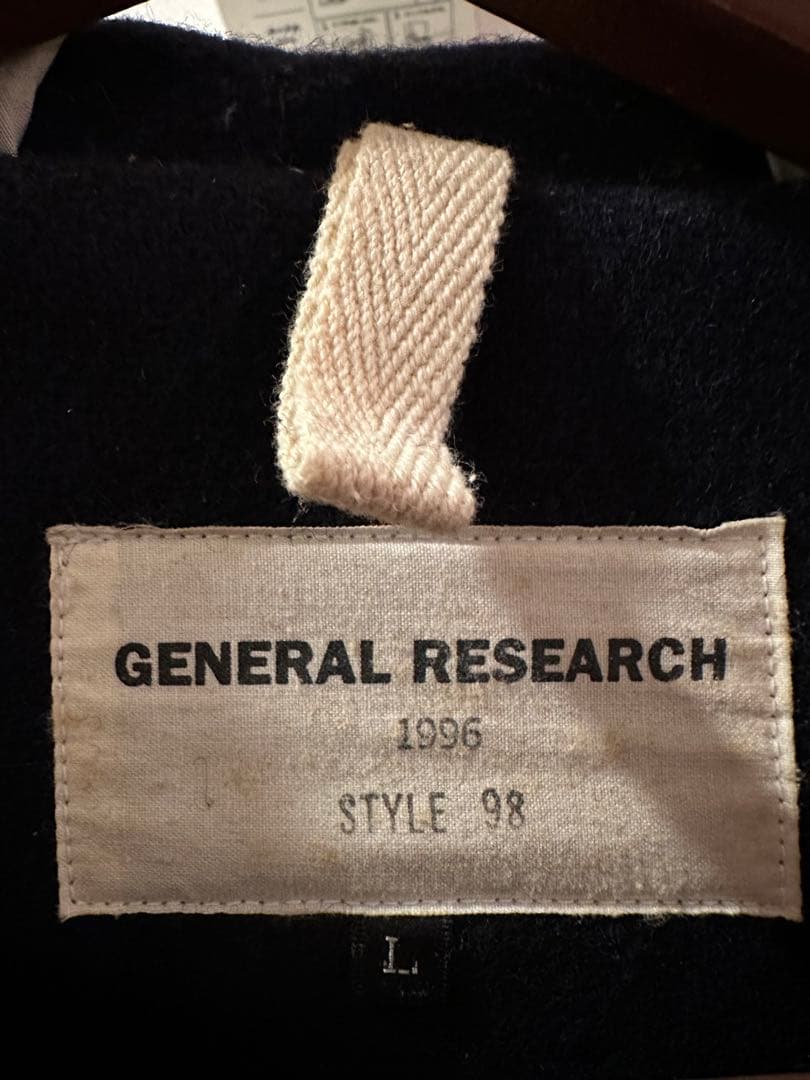 GENERAL RESEARCH
1996
STYLE 98
L